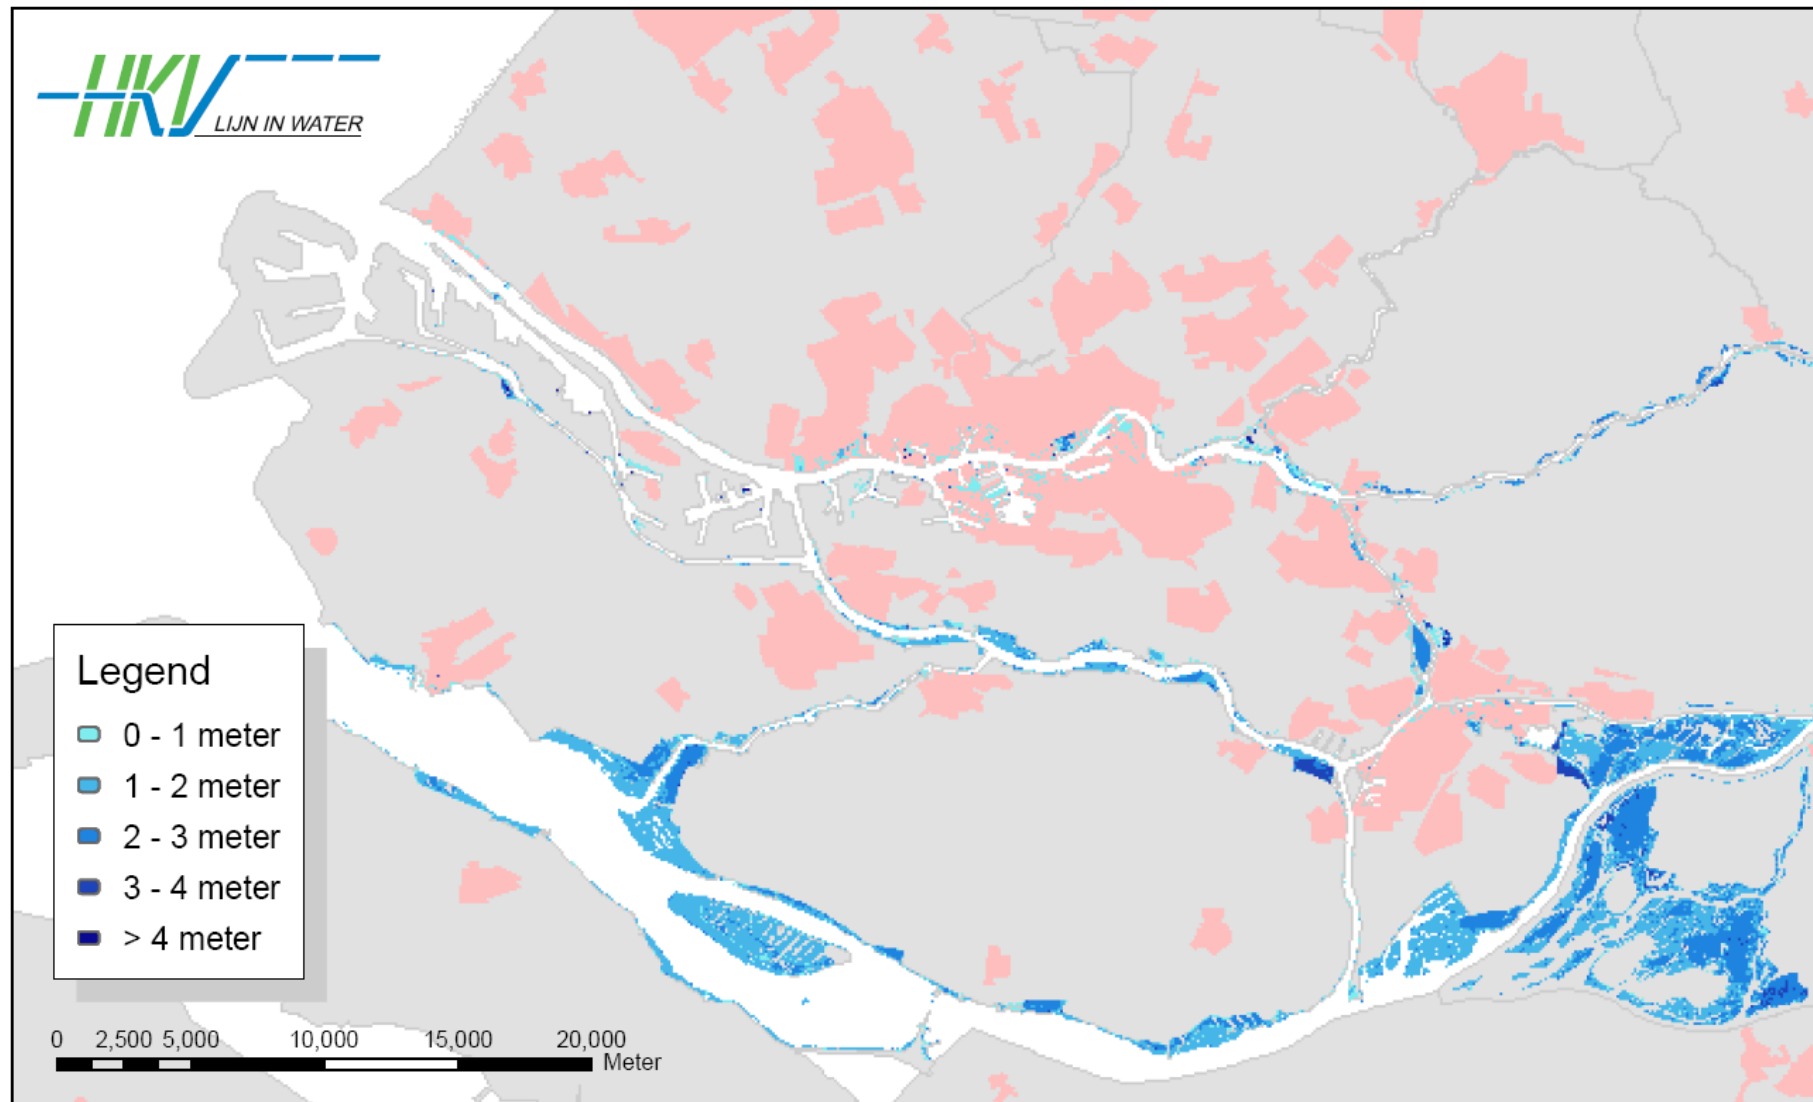 HKV
LIJN IN WATER
Legend
0 - 1 meter
1 - 2 meter
2 - 3 meter
3 - 4 meter
> 4 meter
0 2,500 5,000 10,000 15,000 20,000
Meter